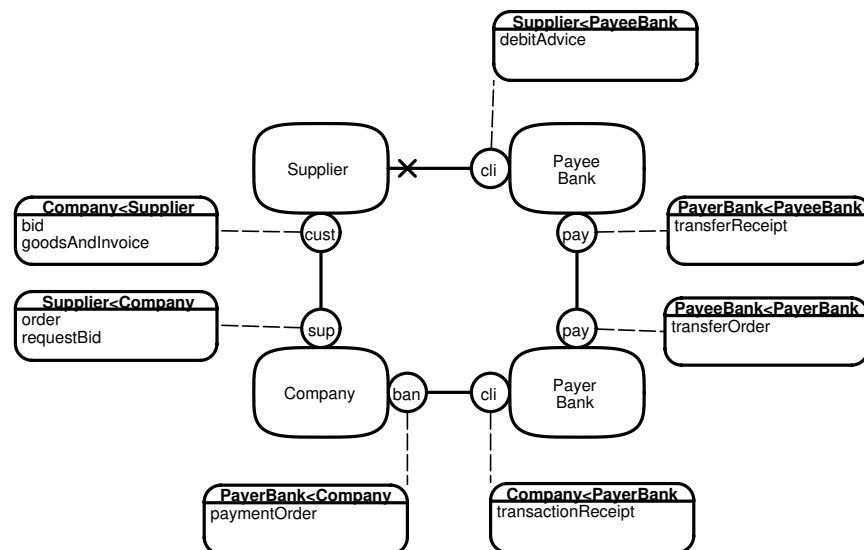 Supplier<PayeeBank
debitAdvice
Supplier
cli
Payee
Bank
Company<Supplier
bid
goodsAndInvoice
cust
pay
PayerBank<PayeeBank
transferReceipt
Supplier<Company
order
requestBid
sup
pay
PayeeBank<PayerBank
transferOrder
Company
ban
cli
Payer
Bank
PayerBank<Company
paymentOrder
Company<PayerBank
transactionReceipt